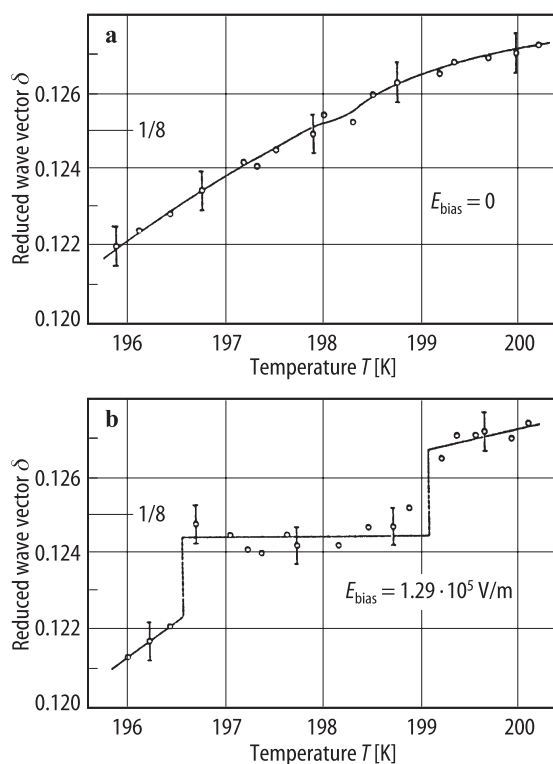 a
Reduced wave vector δ
0.126
1/8
0.124
0.122
0.120
E_bias = 0
196 197 198 199 200
Temperature T [K]
b
Reduced wave vector δ
0.126
1/8
0.124
0.122
0.120
E_bias = 1.29 · 10⁵ V/m
196 197 198 199 200
Temperature T [K]